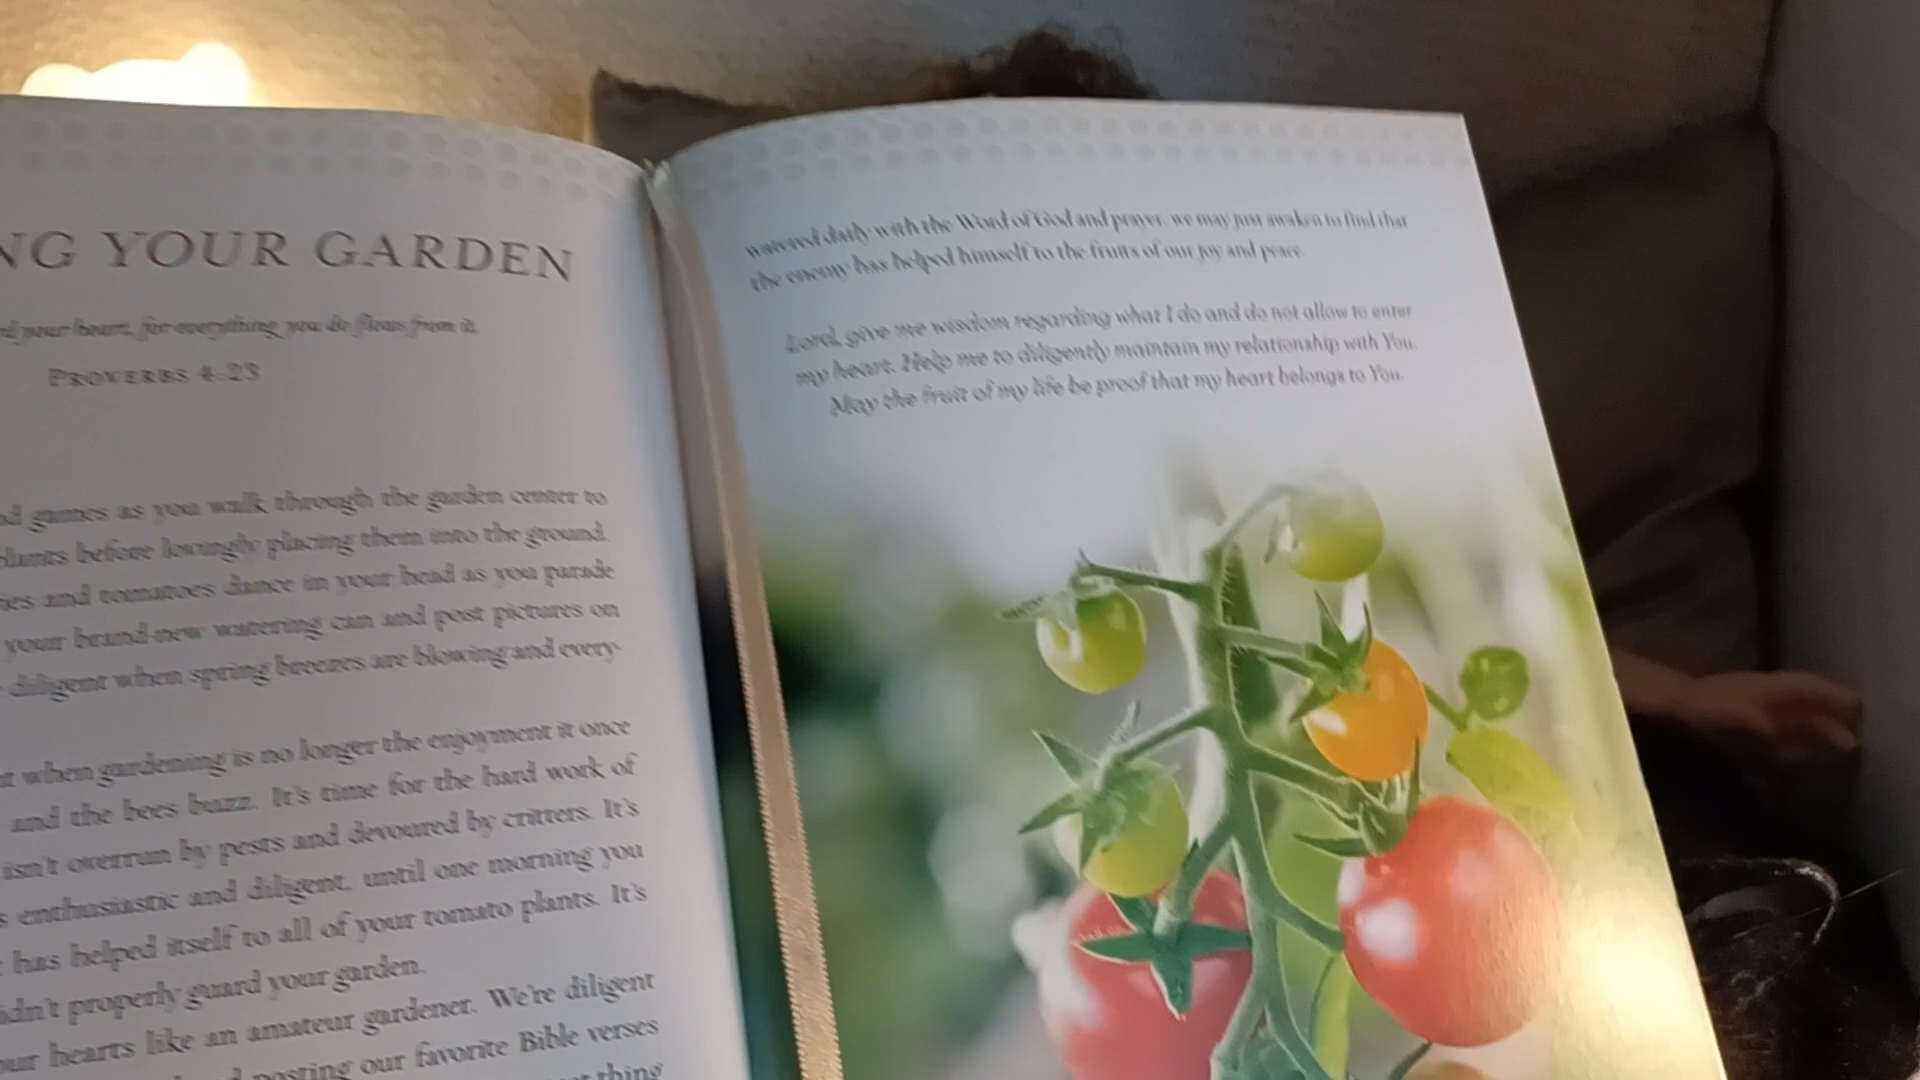 NG YOUR GARDEN
your heart, for everything you do flows from it.
PROVERBS 4:23
games as you walk through the garden center to
plants before lovingly placing them into the ground.
and tomatoes dance in your head as you parade
your brand-new watering can and post pictures on
diligent when spring breezes are blowing and every-
when gardening is no longer the enjoyment it once
and the bees buzz. It's time for the hard work of
isn't overrun by pests and devoured by critters. It's
enthusiastic and diligent, until one morning you
has helped itself to all of your tomato plants. It's
didn't properly guard your garden.
our hearts like an amateur gardener. We're diligent
posting our favorite Bible verses
thing
watered daily with the Word of God and prayer, we may just awaken to find that
the enemy has helped himself to the fruits of our joy and peace.
Lord, give me wisdom regarding what I do and do not allow to enter
my heart. Help me to diligently maintain my relationship with You.
May the fruit of my life be proof that my heart belongs to You.